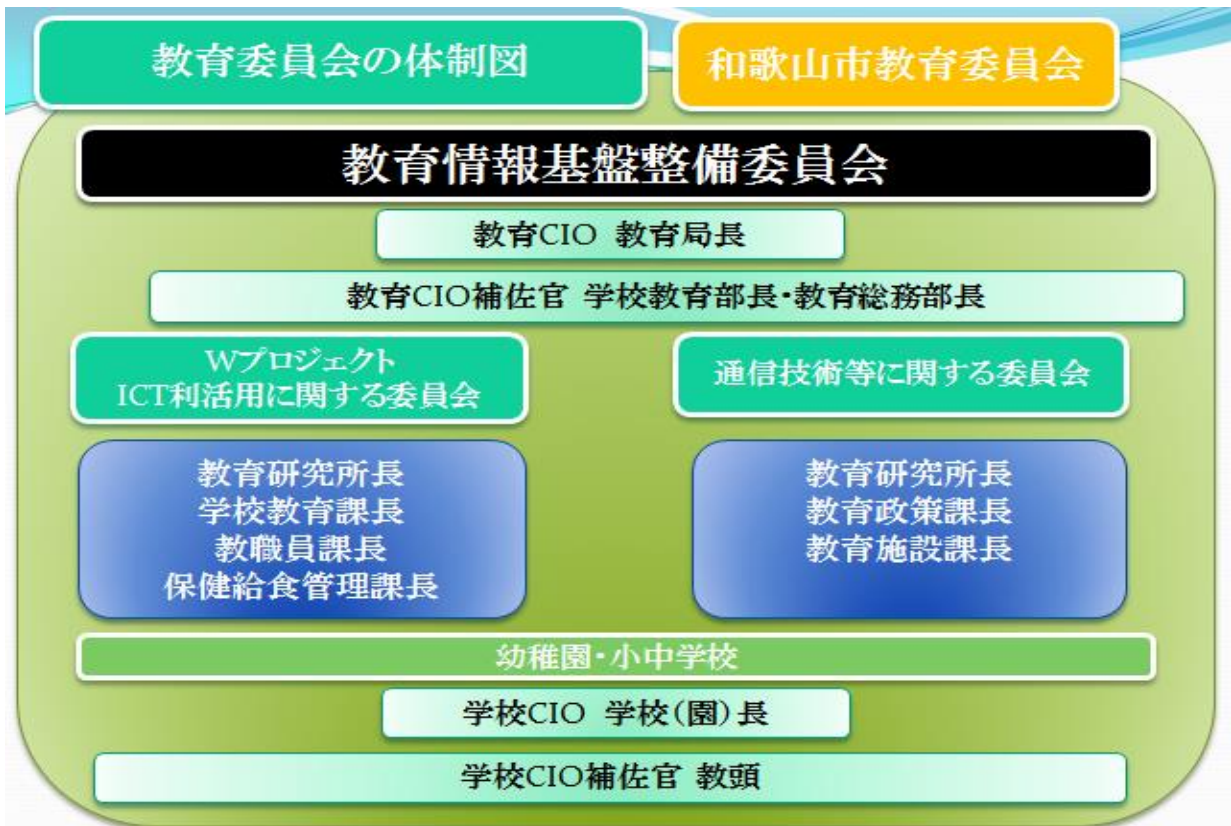 教育委員会の体制図
和歌山市教育委員会
教育情報基盤整備委員会
教育CIO 教育局長
教育CIO補佐官 学校教育部長・教育総務部長
Wプロジェクト
ICT利活用に関する委員会
通信技術等に関する委員会
教育研究所長
学校教育課長
教職員課長
保健給食管理課長
教育研究所長
教育政策課長
教育施設課長
幼稚園・小中学校
学校CIO 学校(園)長
学校CIO補佐官 教頭